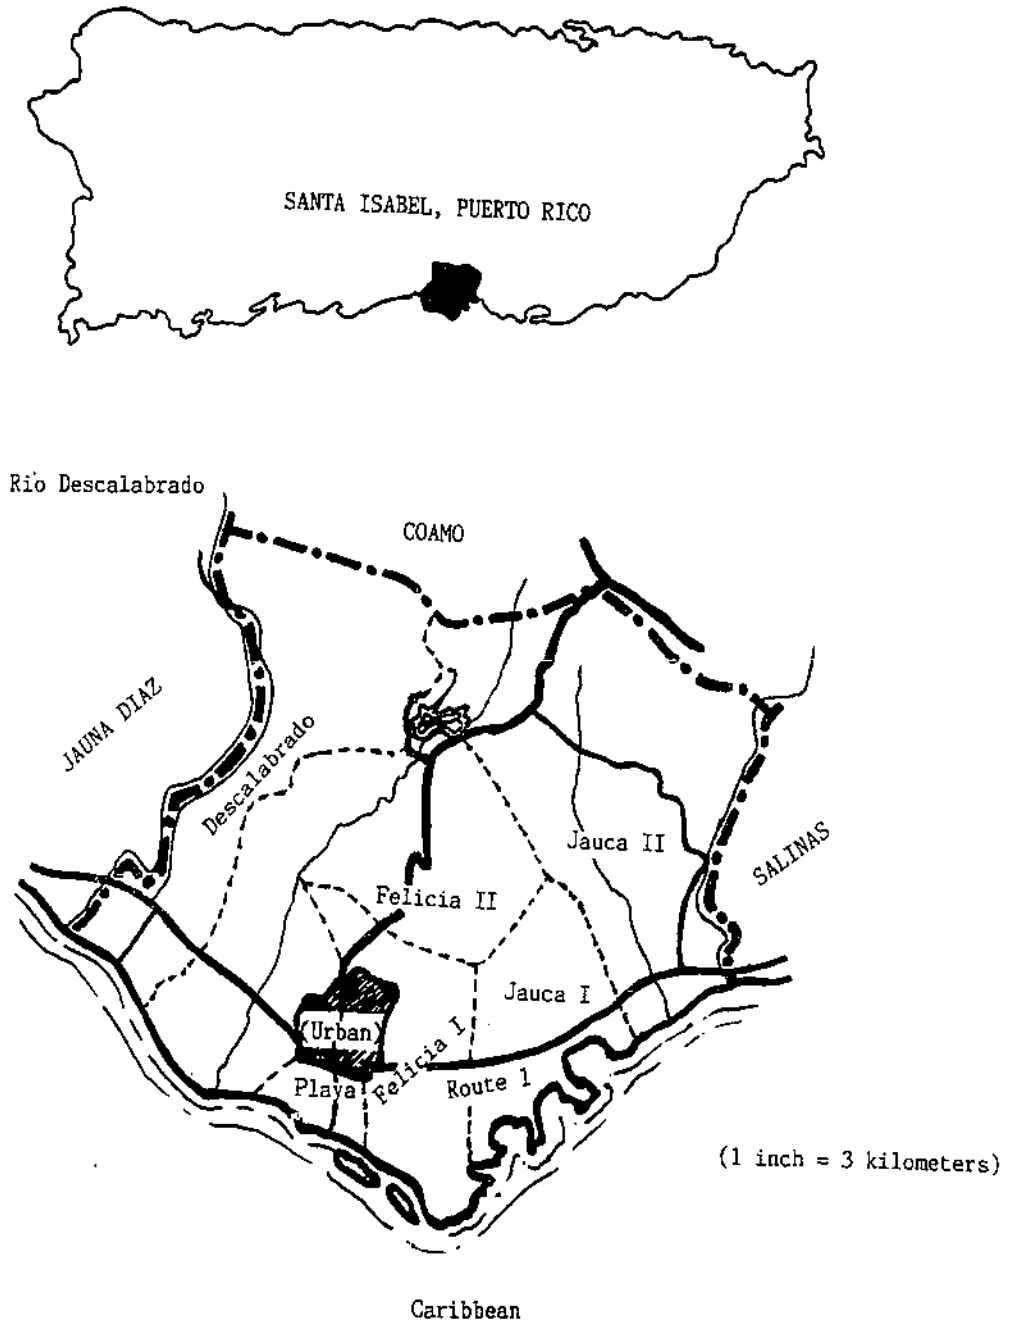 SANTA ISABEL, PUERTO RICO
Rio Descalabrado
COAMO
JAUNA DIAZ
Descalabrado
Jauca II
SALINAS
Felicia II
Jauca I
(Urban)
Felicia I
Playa
Route 1
(1 inch = 3 kilometers)
Caribbean